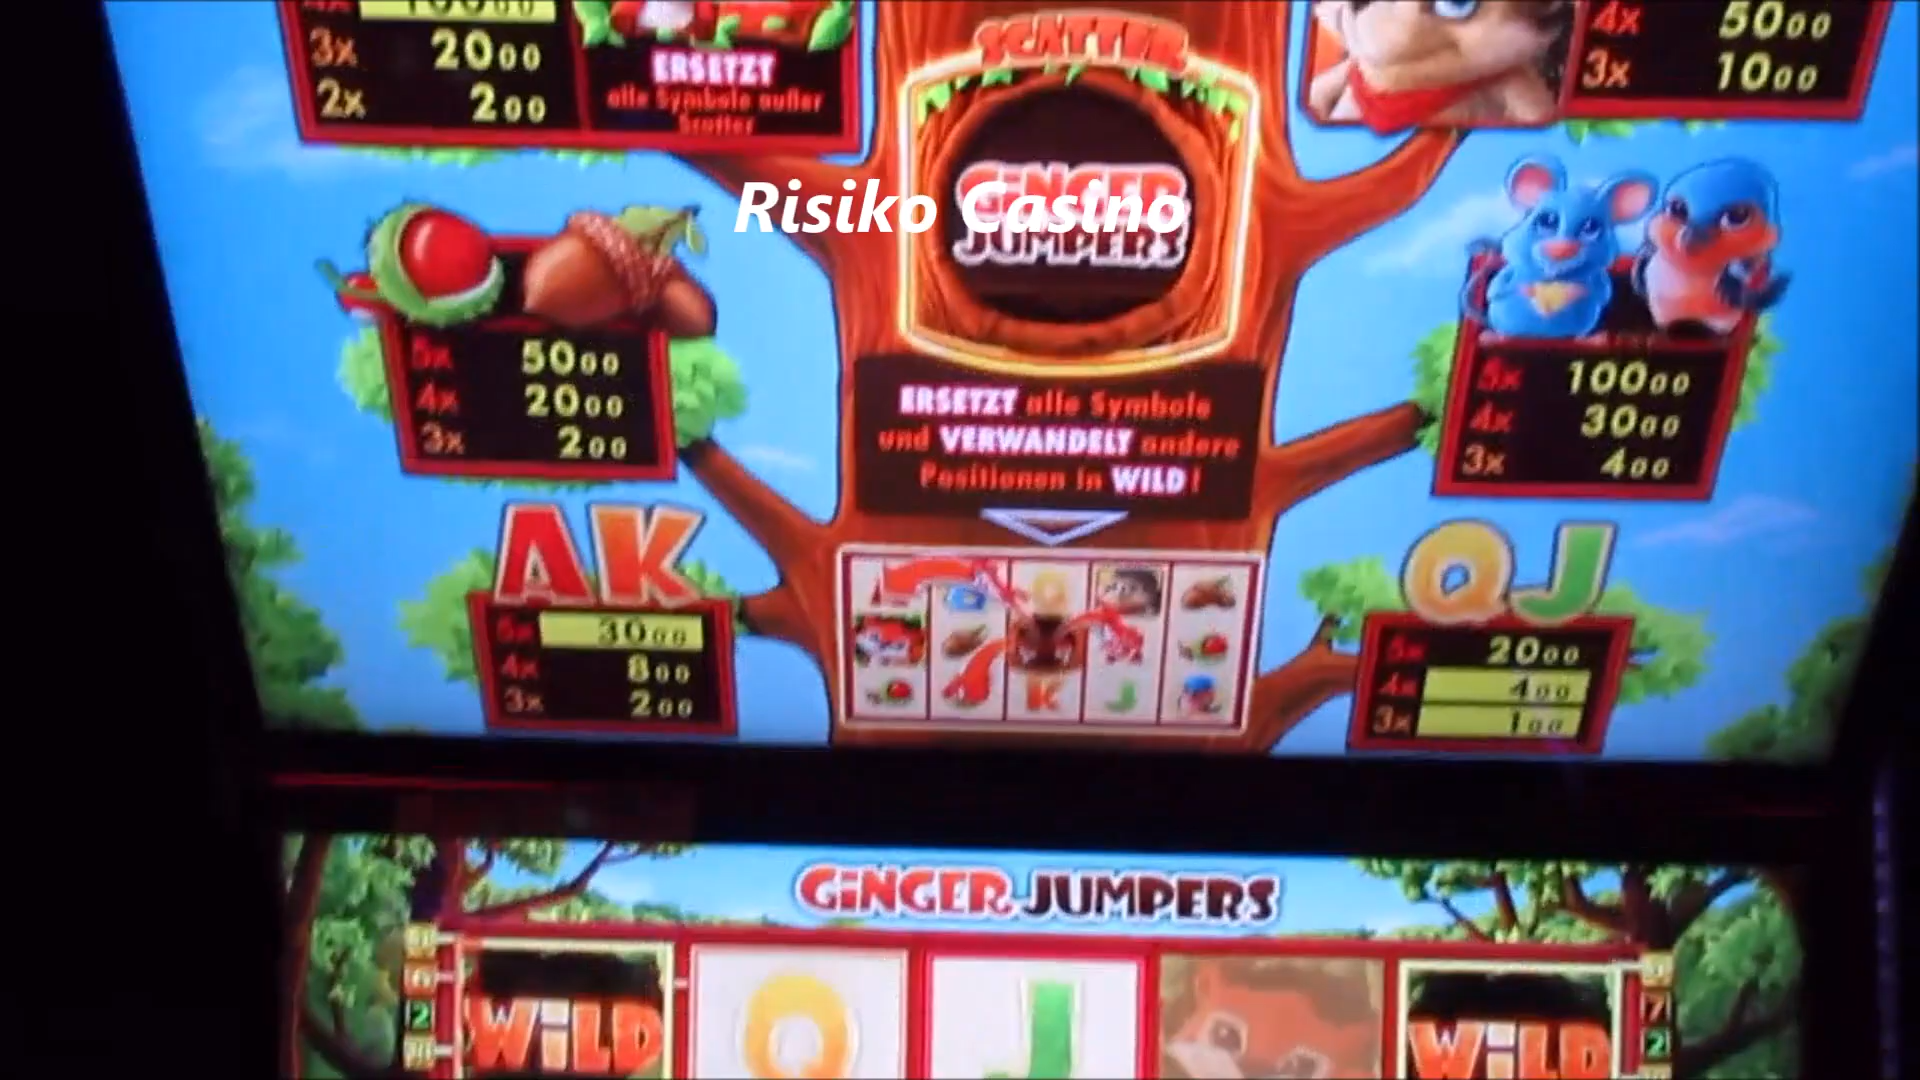 3x 2000
2x 200
ERSETZT
alle Symbole außer
Scatter
SCATTER
4x 5000
3x 1000
Risiko Casino
GINGER
JUMPERS
5x 5000
4x 2000
3x 200
ERSETZT alle Symbole
und VERWANDELT andere
Positionen in WILD!
5x 10000
4x 3000
3x 400
AK
5x 3000
4x 800
3x 200
Q
K J
QJ
5x 2000
4x 400
3x 100
GINGER JUMPERS
WILD Q J WILD
2 7
2